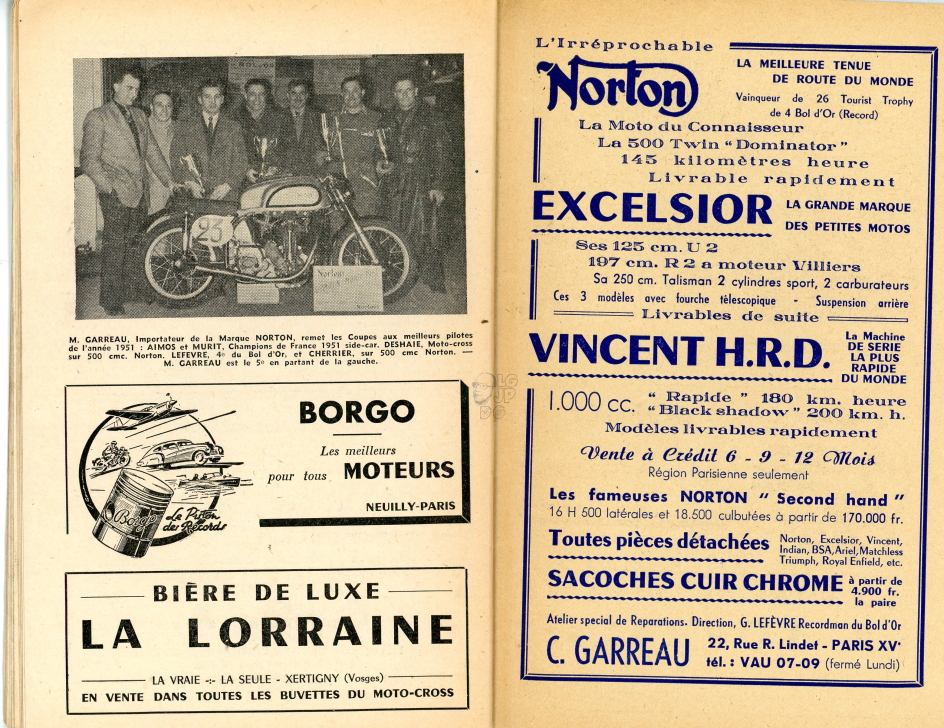 23
Norton
M. GARREAU, Importateur de la Marque NORTON, remet les Coupes aux meilleurs pilotes
de l'année 1951 : AIMOS et MURIT, Champions de France 1951 side-car. DESHAIE, Moto-cross
sur 500 cmc. Norton. LEFEVRE, 4e du Bol d'Or, et CHERRIER, sur 500 cmc Norton. —
M. GARREAU est le 5e en partant de la gauche.
BORGO
Les meilleurs
pour tous MOTEURS
NEUILLY-PARIS
Borgo
Le Piston
des Records
BIÈRE DE LUXE
LA LORRAINE
LA VRAIE -:- LA SEULE - XERTIGNY (Vosges)
EN VENTE DANS TOUTES LES BUVETTES DU MOTO-CROSS
L'Irréprochable
Norton
LA MEILLEURE TENUE
DE ROUTE DU MONDE
Vainqueur de 26 Tourist Trophy
de 4 Bol d'Or (Record)
La Moto du Connaisseur
La 500 Twin "Dominator"
145 kilomètres heure
Livrable rapidement
EXCELSIOR
LA GRANDE MARQUE
DES PETITES MOTOS
Ses 125 cm. U 2
197 cm. R 2 a moteur Villiers
Sa 250 cm. Talisman 2 cylindres sport, 2 carburateurs
Ces 3 modèles avec fourche télescopique - Suspension arrière
Livrables de suite
VINCENT H.R.D.
La Machine
DE SERIE
LA PLUS
RAPIDE
DU MONDE
1.000 cc. "Rapide" 180 km. heure
"Black shadow" 200 km. h.
Modèles livrables rapidement
Vente à Crédit 6 - 9 - 12 Mois
Région Parisienne seulement
Les fameuses NORTON "Second hand"
16 H 500 latérales et 18.500 culbutées à partir de 170.000 fr.
Toutes pièces détachées
Norton, Excelsior, Vincent,
Indian, BSA, Ariel, Matchless
Triumph, Royal Enfield, etc.
SACOCHES CUIR CHROME
à partir de
4.900 fr.
la paire
Atelier special de Reparations. Direction, G. LEFÈVRE Recordman du Bol d'Or
C. GARREAU
22, Rue R. Lindet - PARIS XVe
tél. : VAU 07-09 (fermé Lundi)